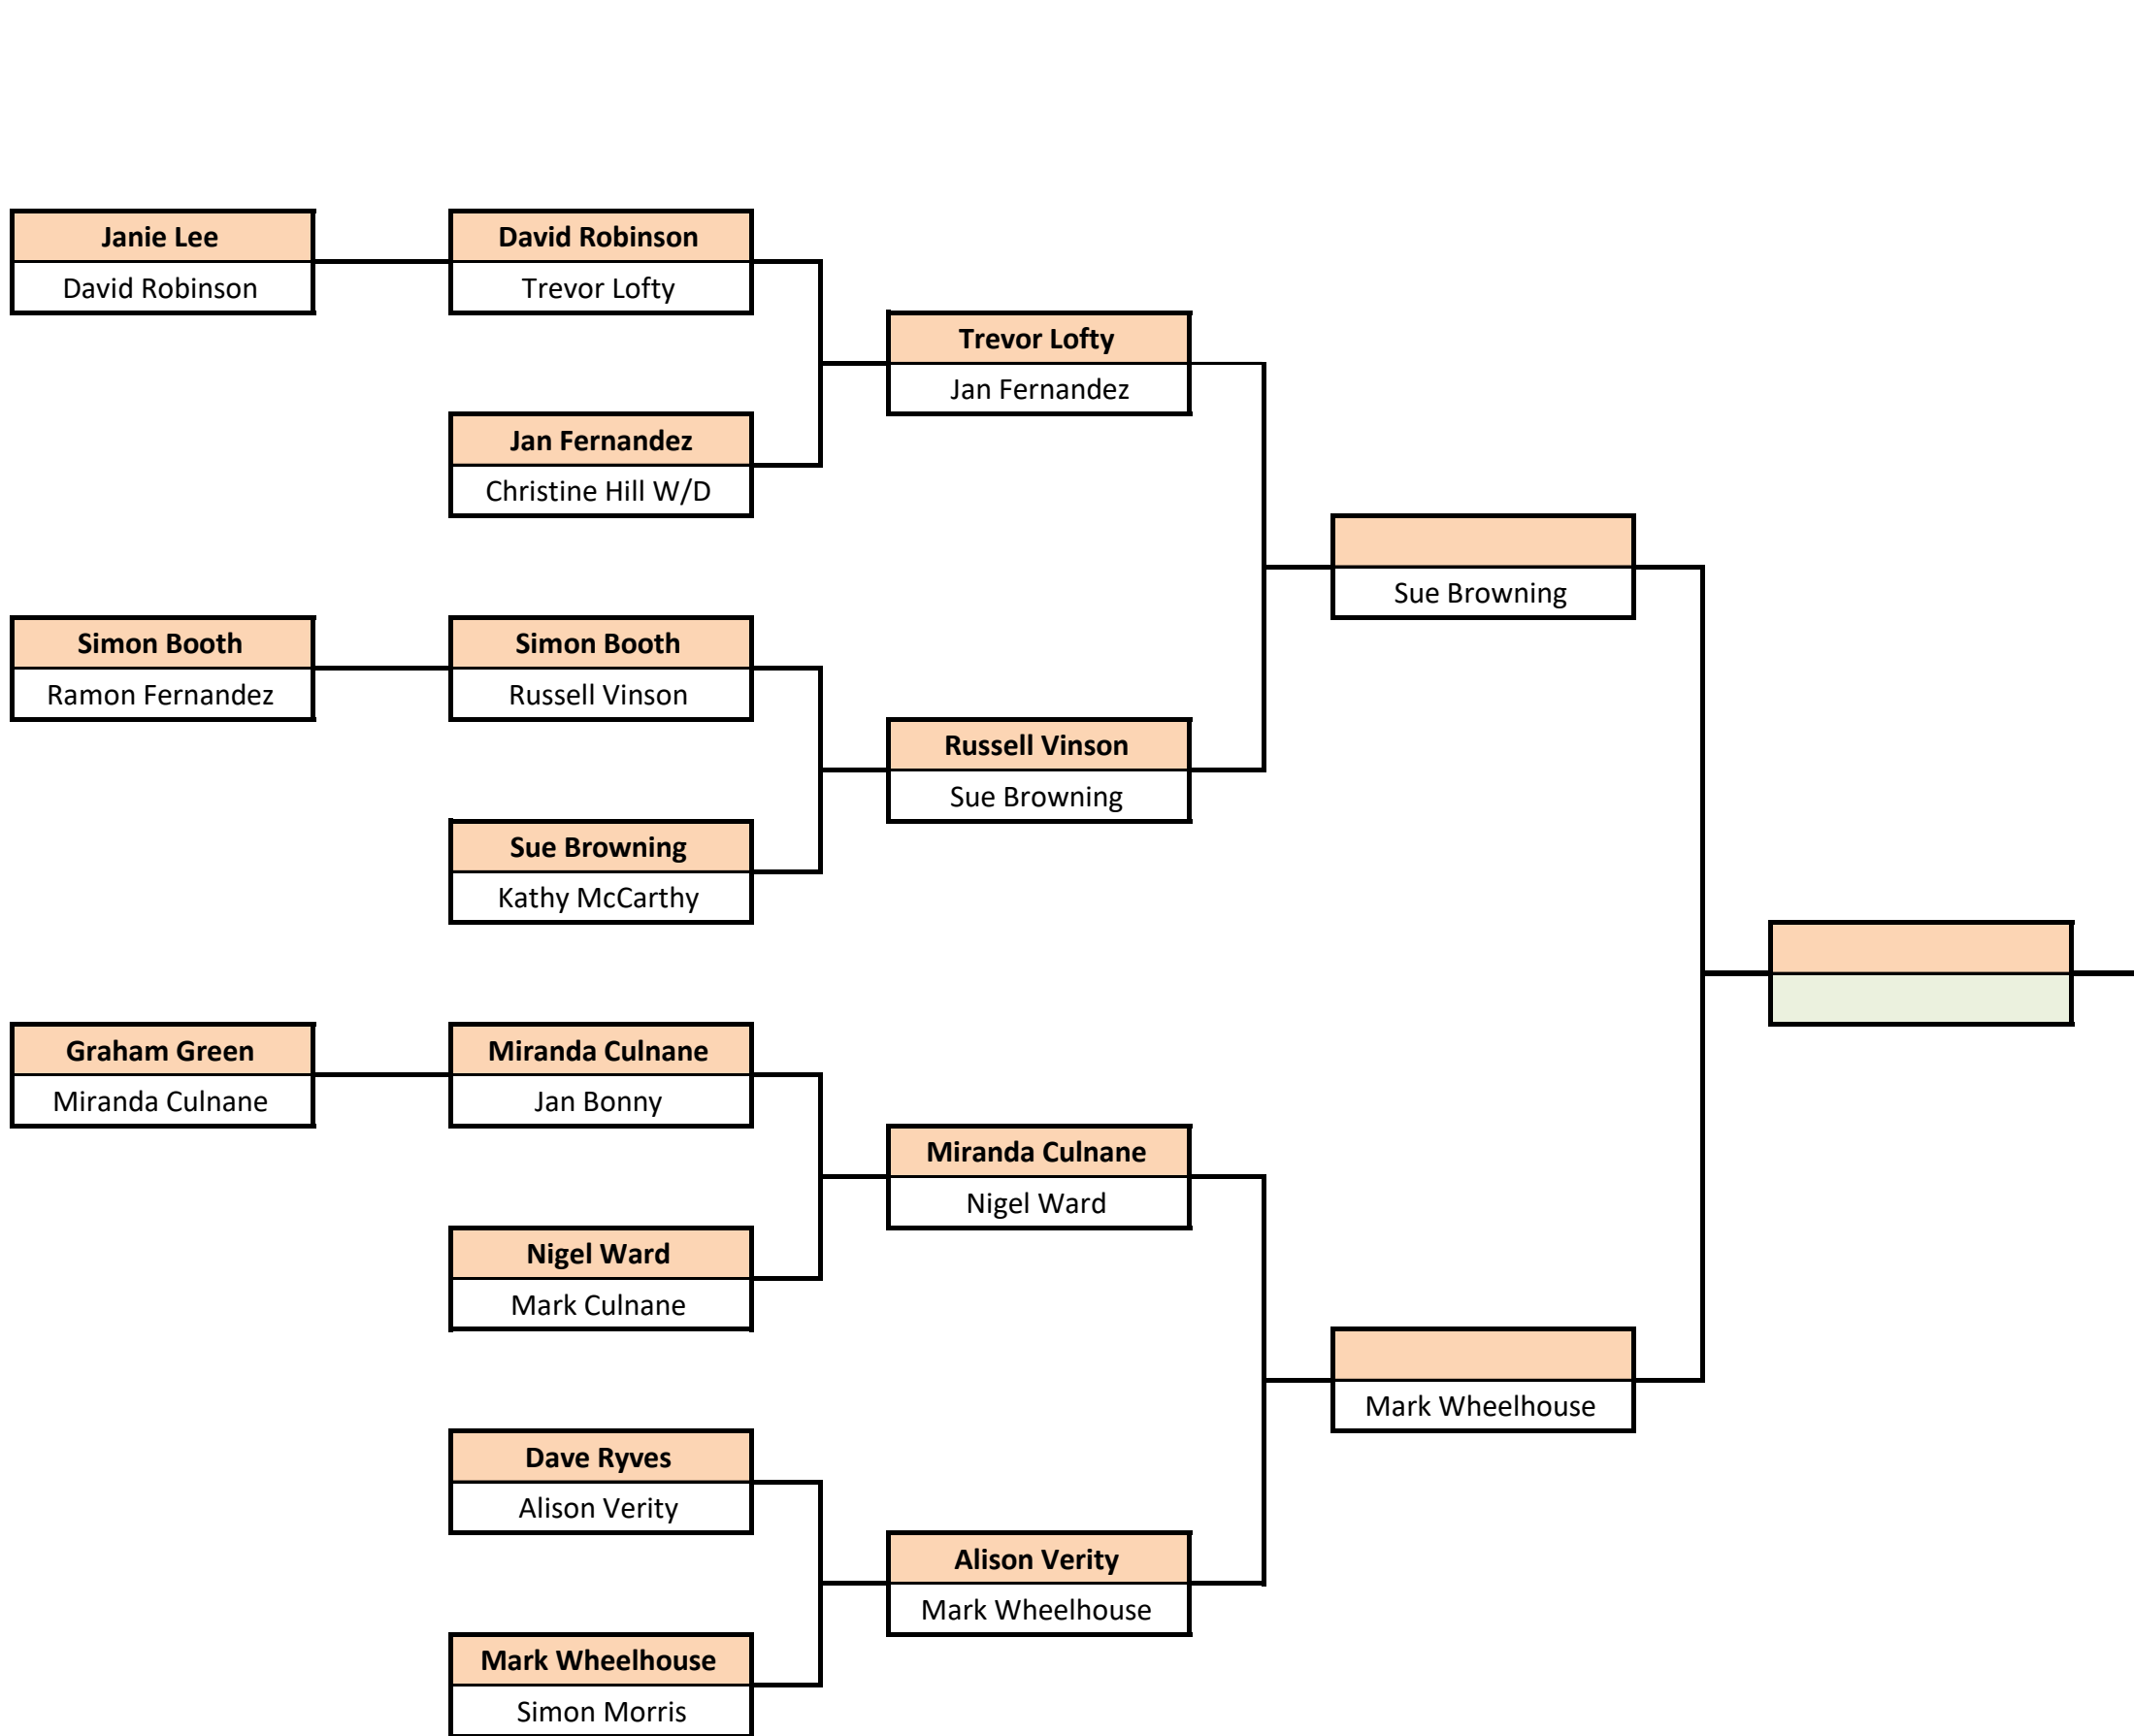 Janie Lee
David Robinson
David Robinson
Trevor Lofty
Trevor Lofty
Jan Fernandez
Jan Fernandez
Christine Hill W/D
Sue Browning
Simon Booth
Ramon Fernandez
Simon Booth
Russell Vinson
Russell Vinson
Sue Browning
Sue Browning
Kathy McCarthy
Graham Green
Miranda Culnane
Miranda Culnane
Jan Bonny
Miranda Culnane
Nigel Ward
Nigel Ward
Mark Culnane
Mark Wheelhouse
Dave Ryves
Alison Verity
Alison Verity
Mark Wheelhouse
Mark Wheelhouse
Simon Morris